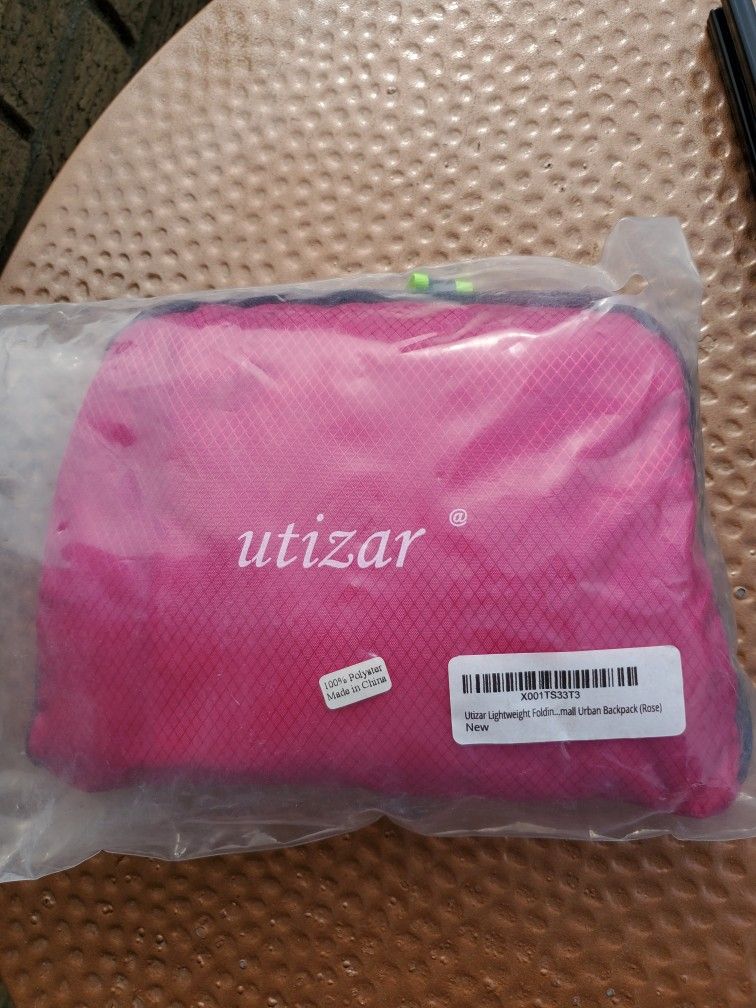 utizar @
100% Polyster
Made in China
X001TS33T3
Utizar Lightweight Foldin...mall Urban Backpack (Rose)
New